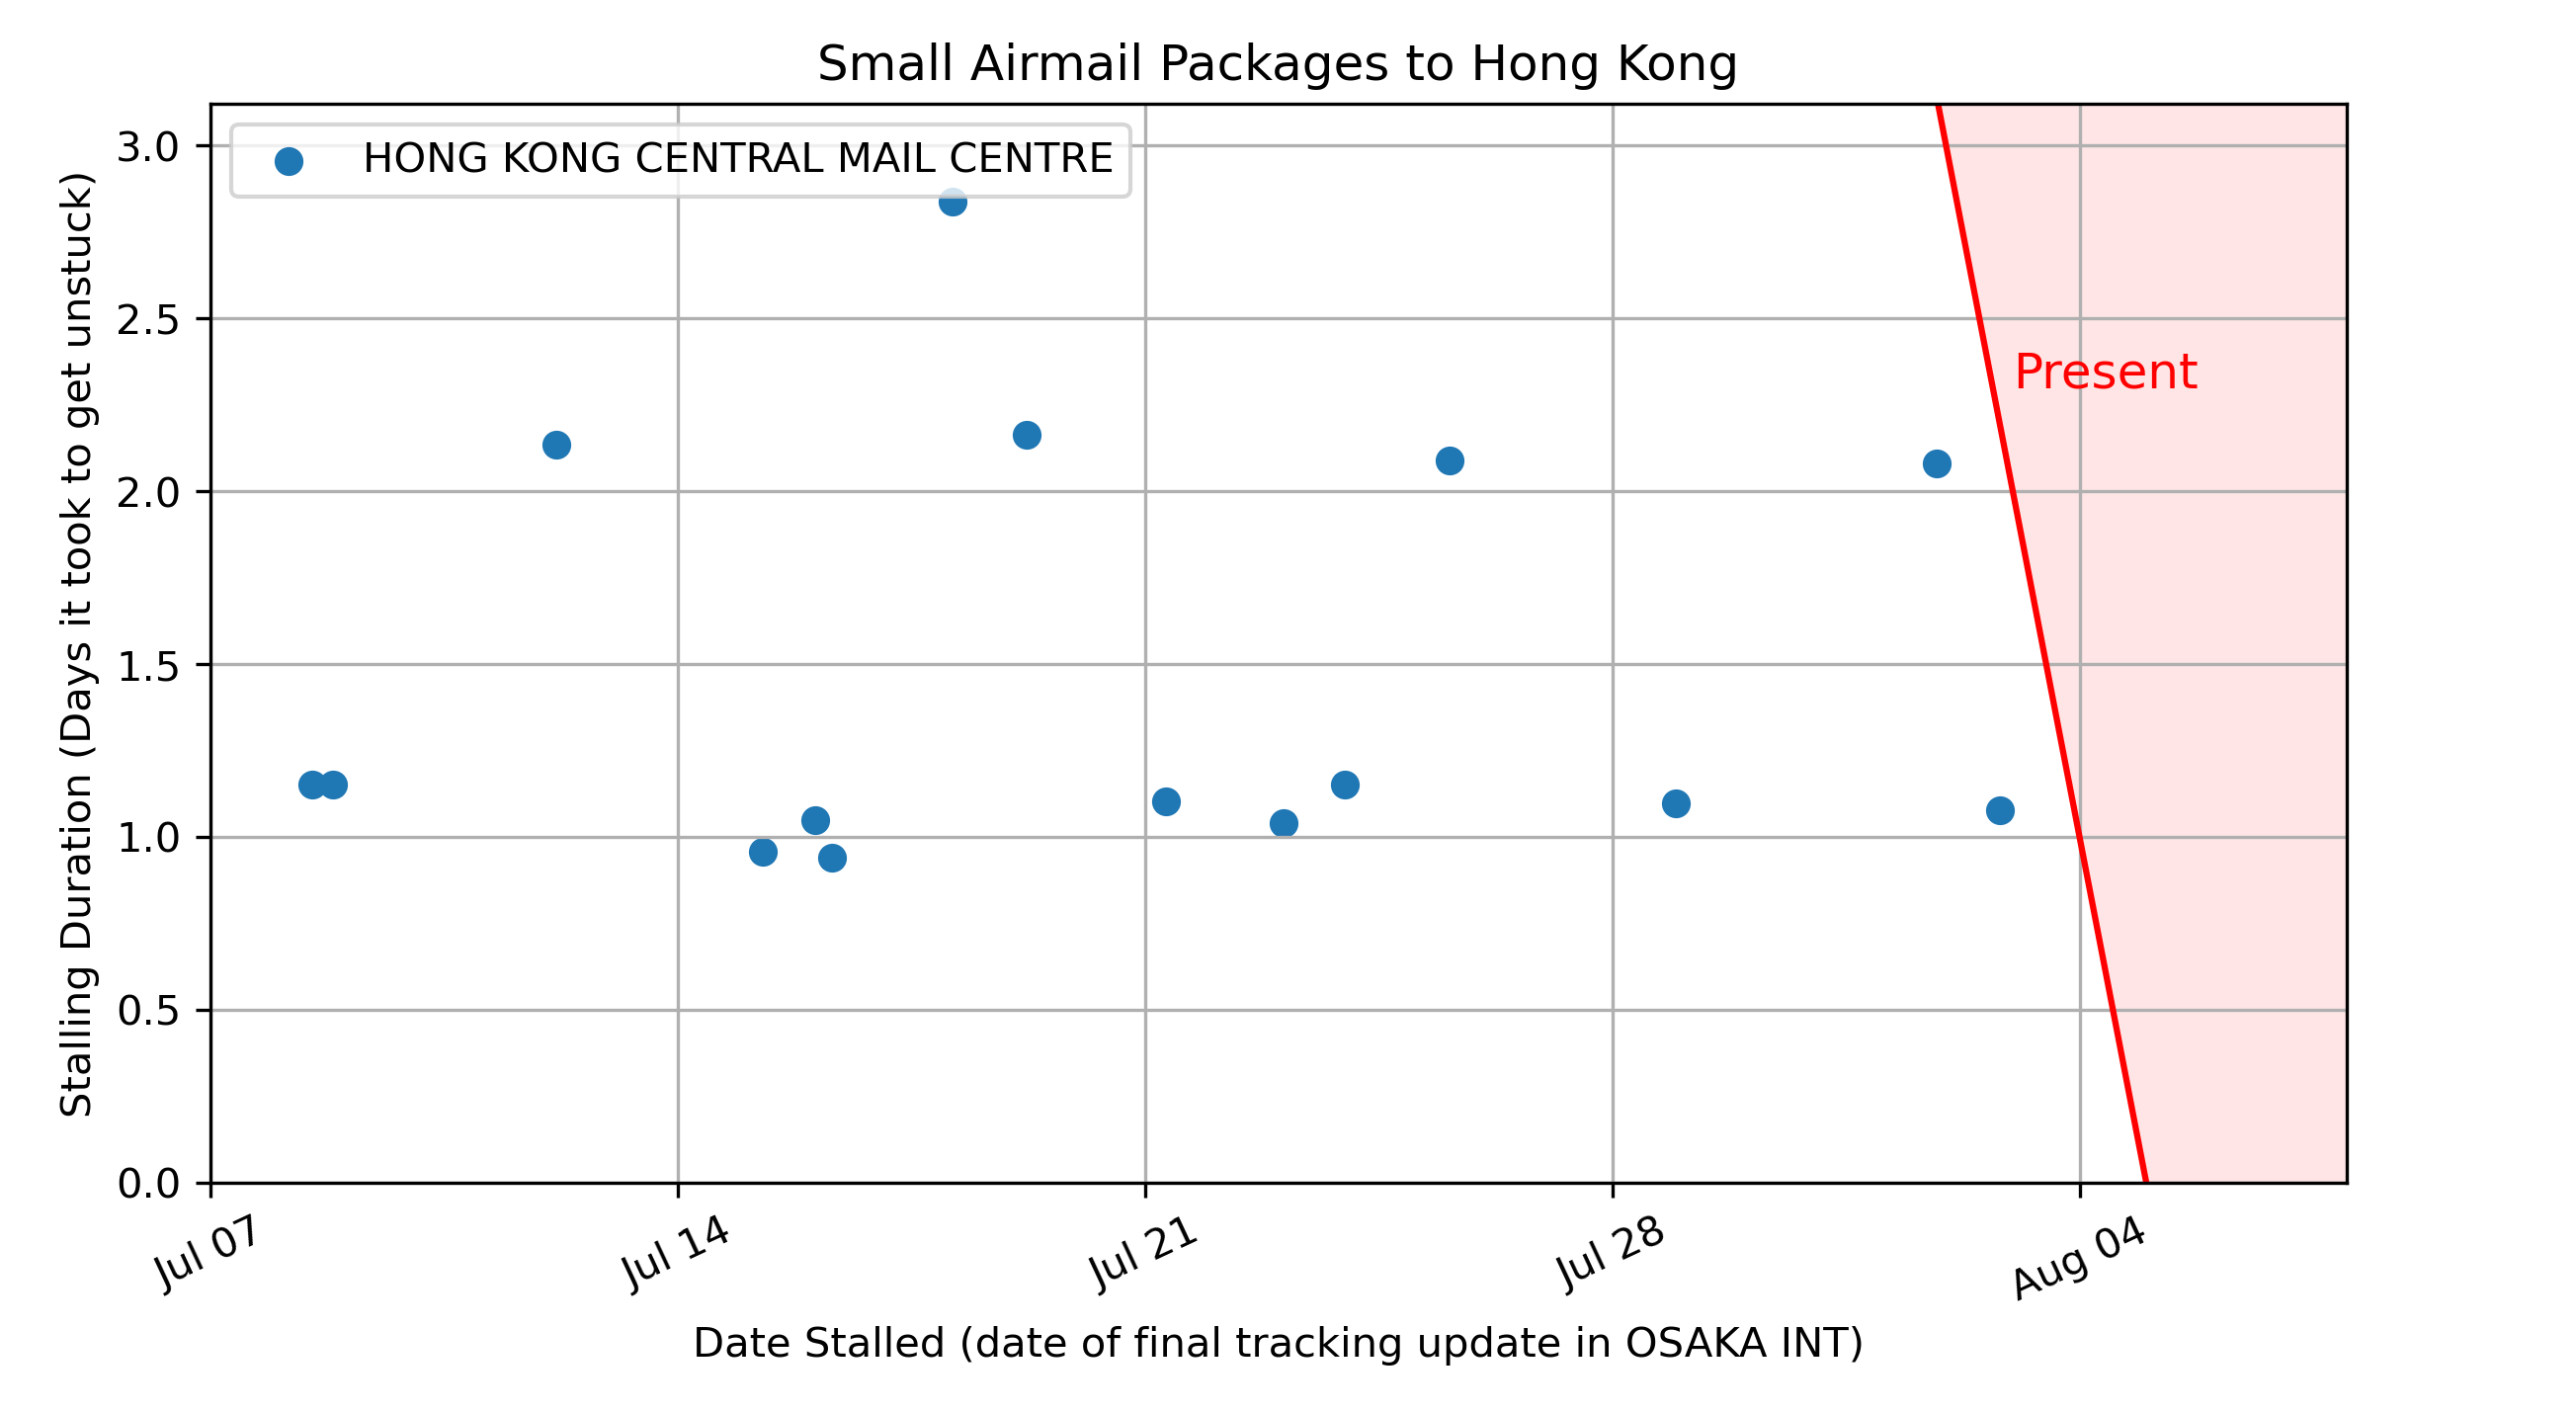 Small Airmail Packages to Hong Kong
HONG KONG CENTRAL MAIL CENTRE
Present
Stalling Duration (Days it took to get unstuck)
3.0
2.5
2.0
1.5
1.0
0.5
0.0
Jul 07
Jul 14
Jul 21
Jul 28
Aug 04
Date Stalled (date of final tracking update in OSAKA INT)